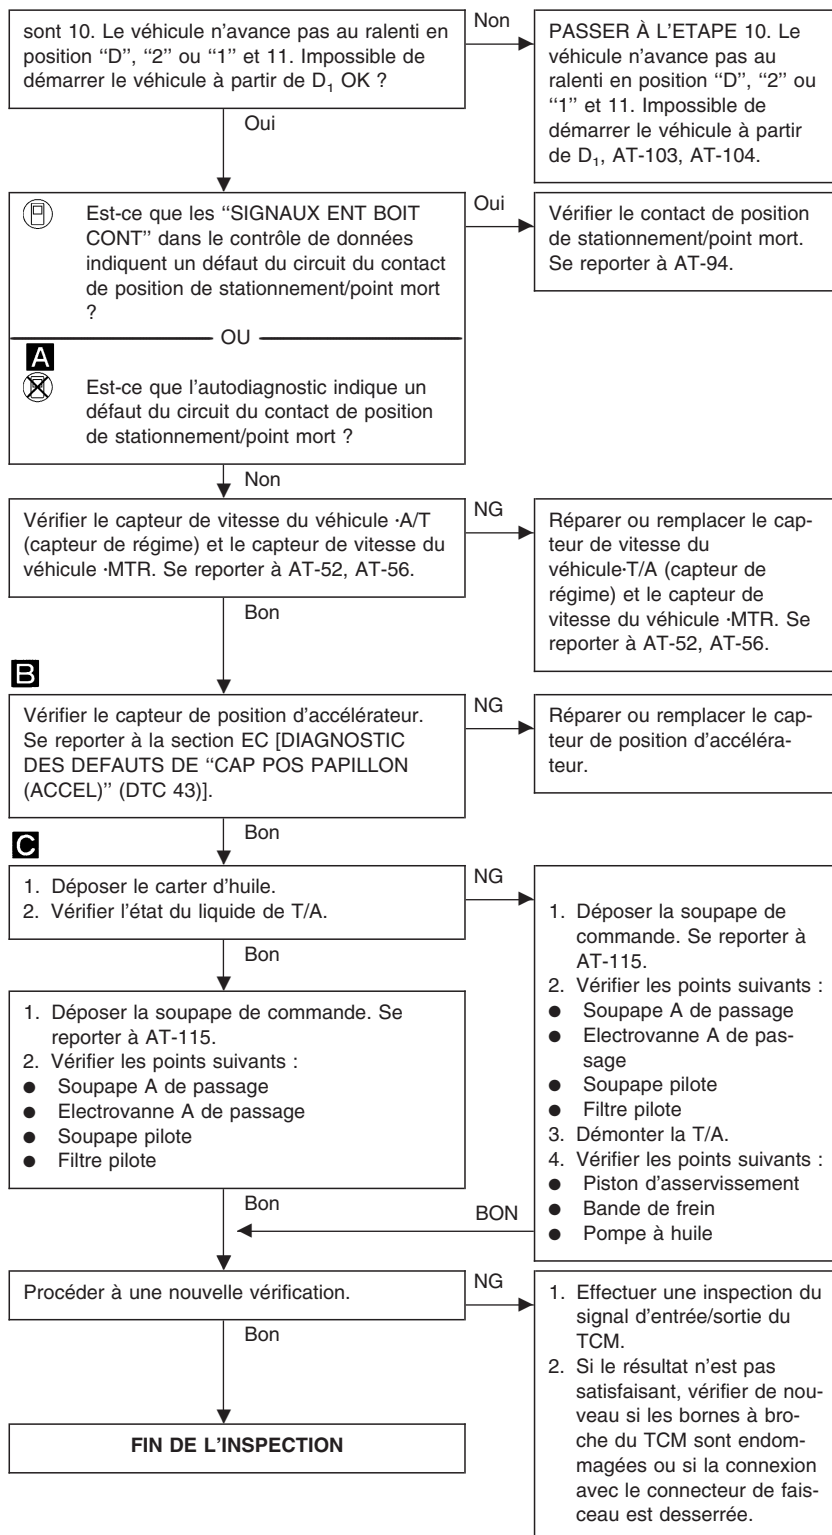 sont 10. Le véhicule n'avance pas au ralenti en
position “D”, “2” ou “1” et 11. Impossible de
démarrer le véhicule à partir de D1 OK ?
Non
PASSER À L'ETAPE 10. Le
véhicule n'avance pas au
ralenti en position “D”, “2” ou
“1” et 11. Impossible de
démarrer le véhicule à partir
de D1, AT-103, AT-104.
Oui
Est-ce que les “SIGNAUX ENT BOIT
CONT” dans le contrôle de données
indiquent un défaut du circuit du contact
de position de stationnement/point mort
?
OU
A
Est-ce que l'autodiagnostic indique un
défaut du circuit du contact de position
de stationnement/point mort ?
Oui
Vérifier le contact de position
de stationnement/point mort.
Se reporter à AT-94.
Non
Vérifier le capteur de vitesse du véhicule ·A/T
(capteur de régime) et le capteur de vitesse du
véhicule ·MTR. Se reporter à AT-52, AT-56.
NG
Réparer ou remplacer le cap-
teur de vitesse du
véhicule·T/A (capteur de
régime) et le capteur de
vitesse du véhicule ·MTR. Se
reporter à AT-52, AT-56.
Bon
B
Vérifier le capteur de position d'accélérateur.
Se reporter à la section EC [DIAGNOSTIC
DES DEFAUTS DE “CAP POS PAPILLON
(ACCEL)” (DTC 43)].
NG
Réparer ou remplacer le cap-
teur de position d'accéléra-
teur.
Bon
C
1. Déposer le carter d'huile.
2. Vérifier l'état du liquide de T/A.
NG
1. Déposer la soupape de
commande. Se reporter à
AT-115.
2. Vérifier les points suivants :
● Soupape A de passage
● Electrovanne A de pas-
sage
● Soupape pilote
● Filtre pilote
3. Démonter la T/A.
4. Vérifier les points suivants :
● Piston d'asservissement
● Bande de frein
● Pompe à huile
Bon
1. Déposer la soupape de commande. Se
reporter à AT-115.
2. Vérifier les points suivants :
● Soupape A de passage
● Electrovanne A de passage
● Soupape pilote
● Filtre pilote
Bon
BON
Procéder à une nouvelle vérification.
NG
1. Effectuer une inspection du
signal d'entrée/sortie du
TCM.
2. Si le résultat n'est pas
satisfaisant, vérifier de nou-
veau si les bornes à bro-
che du TCM sont endom-
magées ou si la connexion
avec le connecteur de fais-
ceau est desserrée.
Bon
FIN DE L'INSPECTION